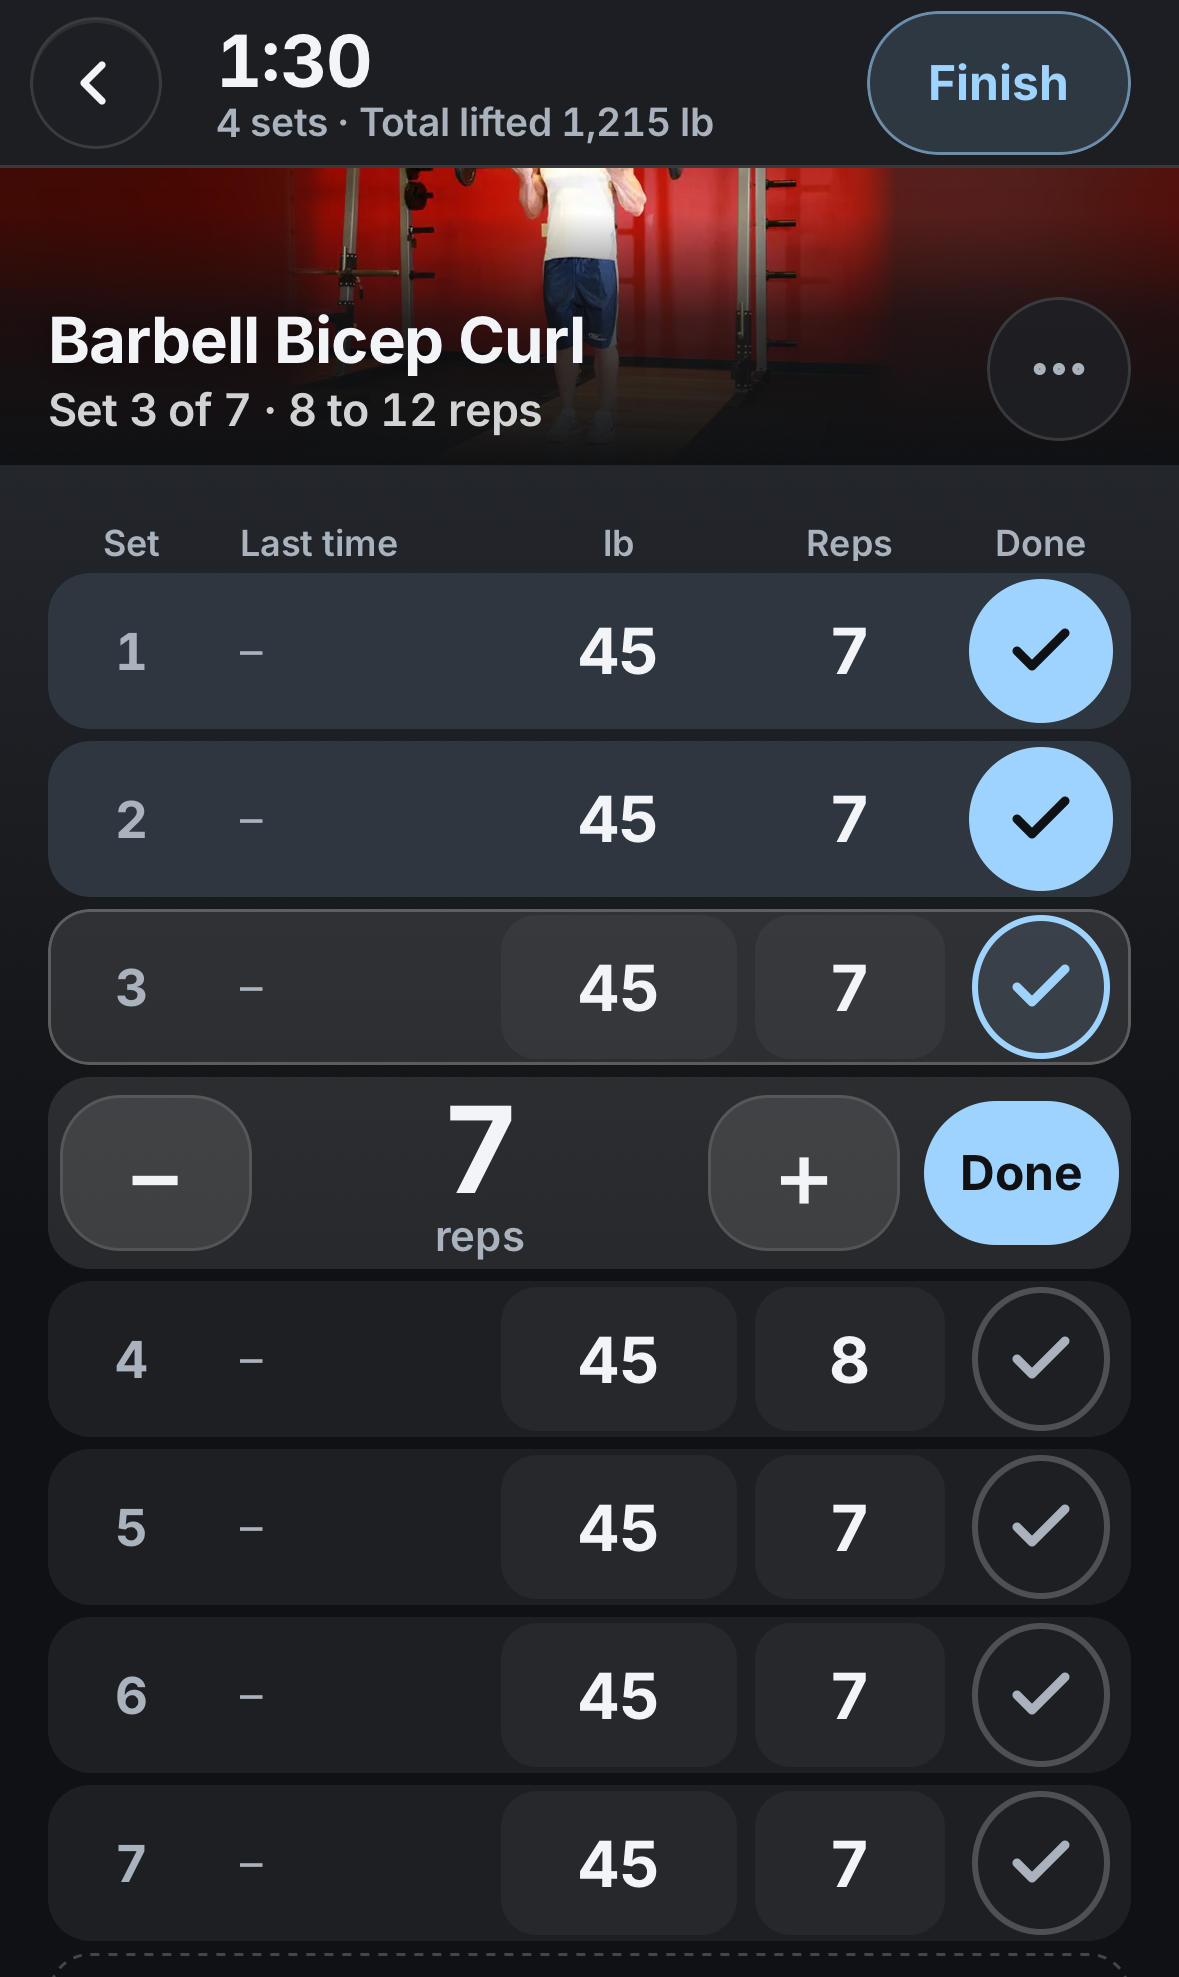 1:30
4 sets · Total lifted 1,215 lb
Finish
Barbell Bicep Curl
Set 3 of 7 · 8 to 12 reps
Set Last time lb Reps Done
1 – 45 7
2 – 45 7
3 – 45 7
– 7 + Done
reps
4 – 45 8
5 – 45 7
6 – 45 7
7 – 45 7